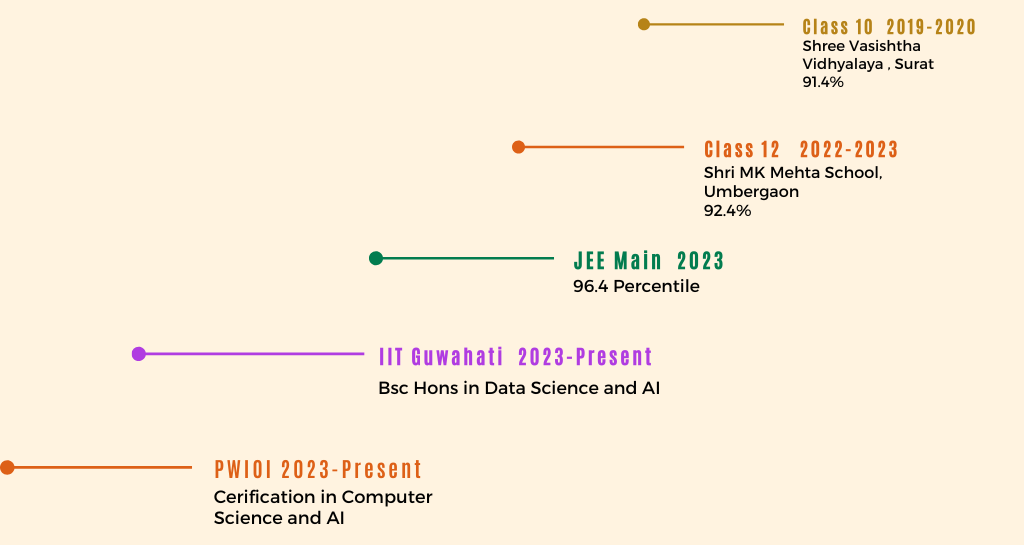 Class 10 2019-2020
Shree Vasishtha
Vidhyalaya , Surat
91.4%
Class 12 2022-2023
Shri MK Mehta School,
Umbergaon
92.4%
JEE Main 2023
96.4 Percentile
IIT Guwahati 2023-Present
Bsc Hons in Data Science and AI
PWIOI 2023-Present
Cerification in Computer
Science and AI